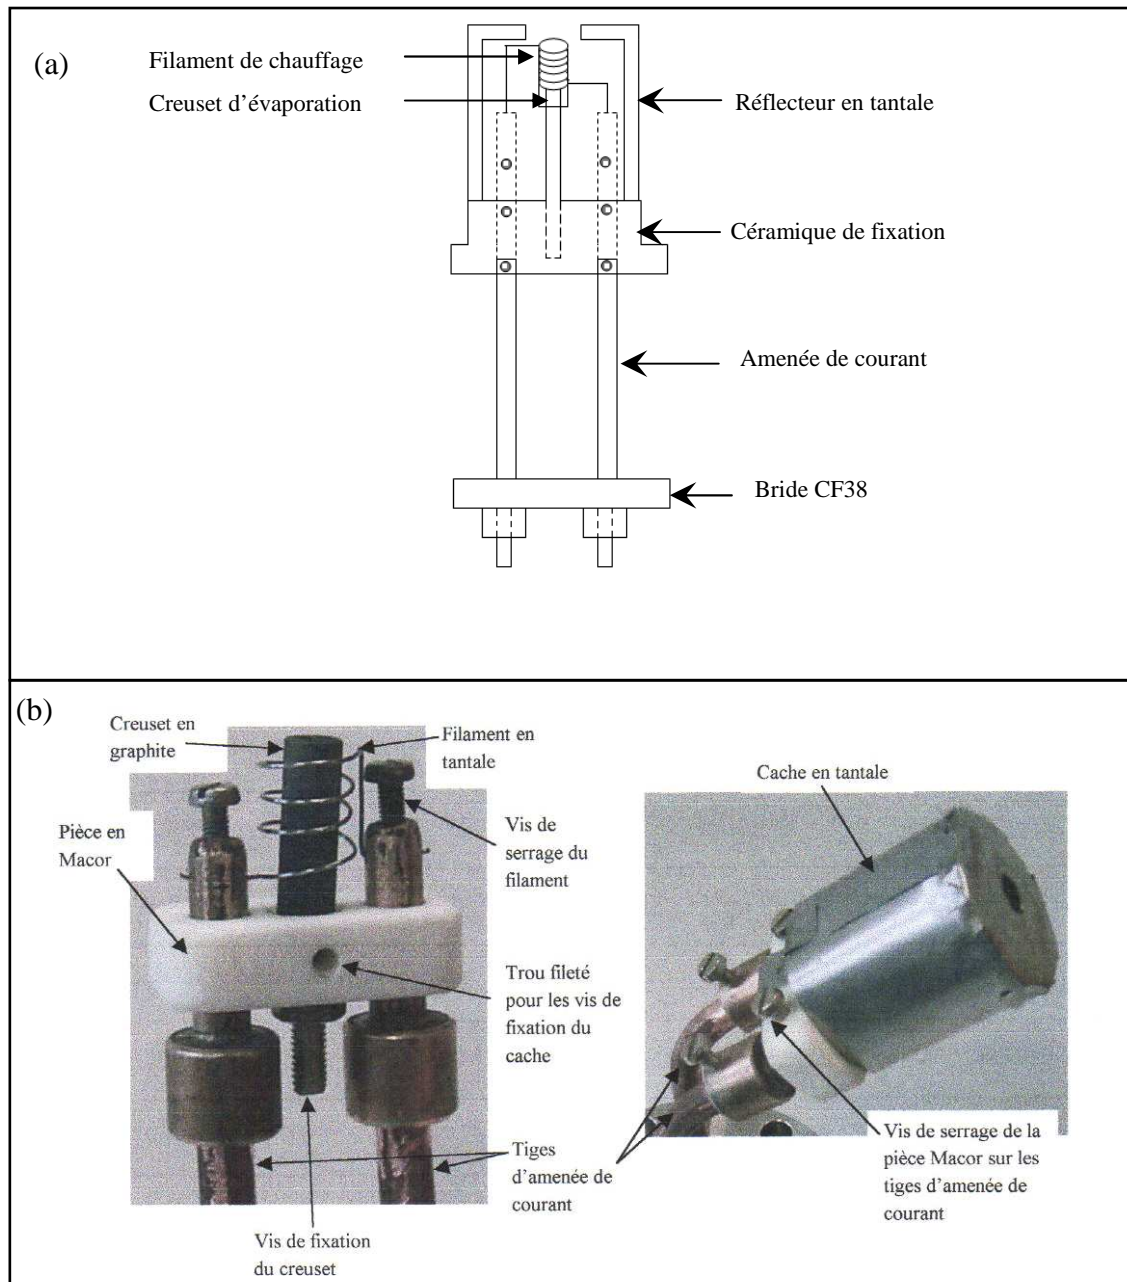 (a)
Filament de chauffage
Creuset d’évaporation
Réflecteur en tantale
Céramique de fixation
Amenée de courant
Bride CF38
(b)
Creuset en
graphite
Filament en
tantale
Pièce en
Macor
Vis de
serrage du
filament
Trou fileté
pour les vis de
fixation du
cache
Tiges
d’amenée de
courant
Vis de fixation
du creuset
Cache en tantale
Vis de serrage de la
pièce Macor sur les
tiges d’amenée de
courant